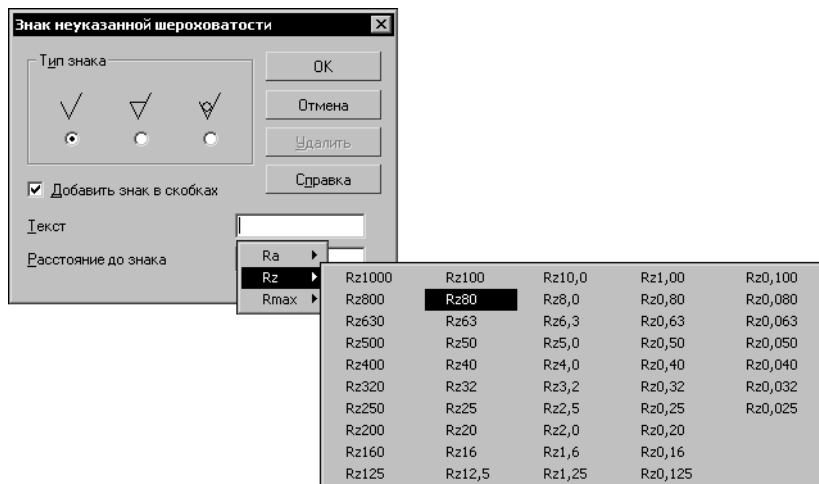 Знак неуказанной шероховатости
Тип знака
OK
Отмена
Удалить
Справка
Добавить знак в скобках
Текст
Расстояние до знака
Ra
Rz
Rmax
Rz1000 Rz100 Rz10,0 Rz1,00 Rz0,100
Rz800 Rz80 Rz8,0 Rz0,80 Rz0,080
Rz630 Rz63 Rz6,3 Rz0,63 Rz0,063
Rz500 Rz50 Rz5,0 Rz0,50 Rz0,050
Rz400 Rz40 Rz4,0 Rz0,40 Rz0,040
Rz320 Rz32 Rz3,2 Rz0,32 Rz0,032
Rz250 Rz25 Rz2,5 Rz0,25 Rz0,025
Rz200 Rz20 Rz2,0 Rz0,20
Rz160 Rz16 Rz1,6 Rz0,16
Rz125 Rz12,5 Rz1,25 Rz0,125